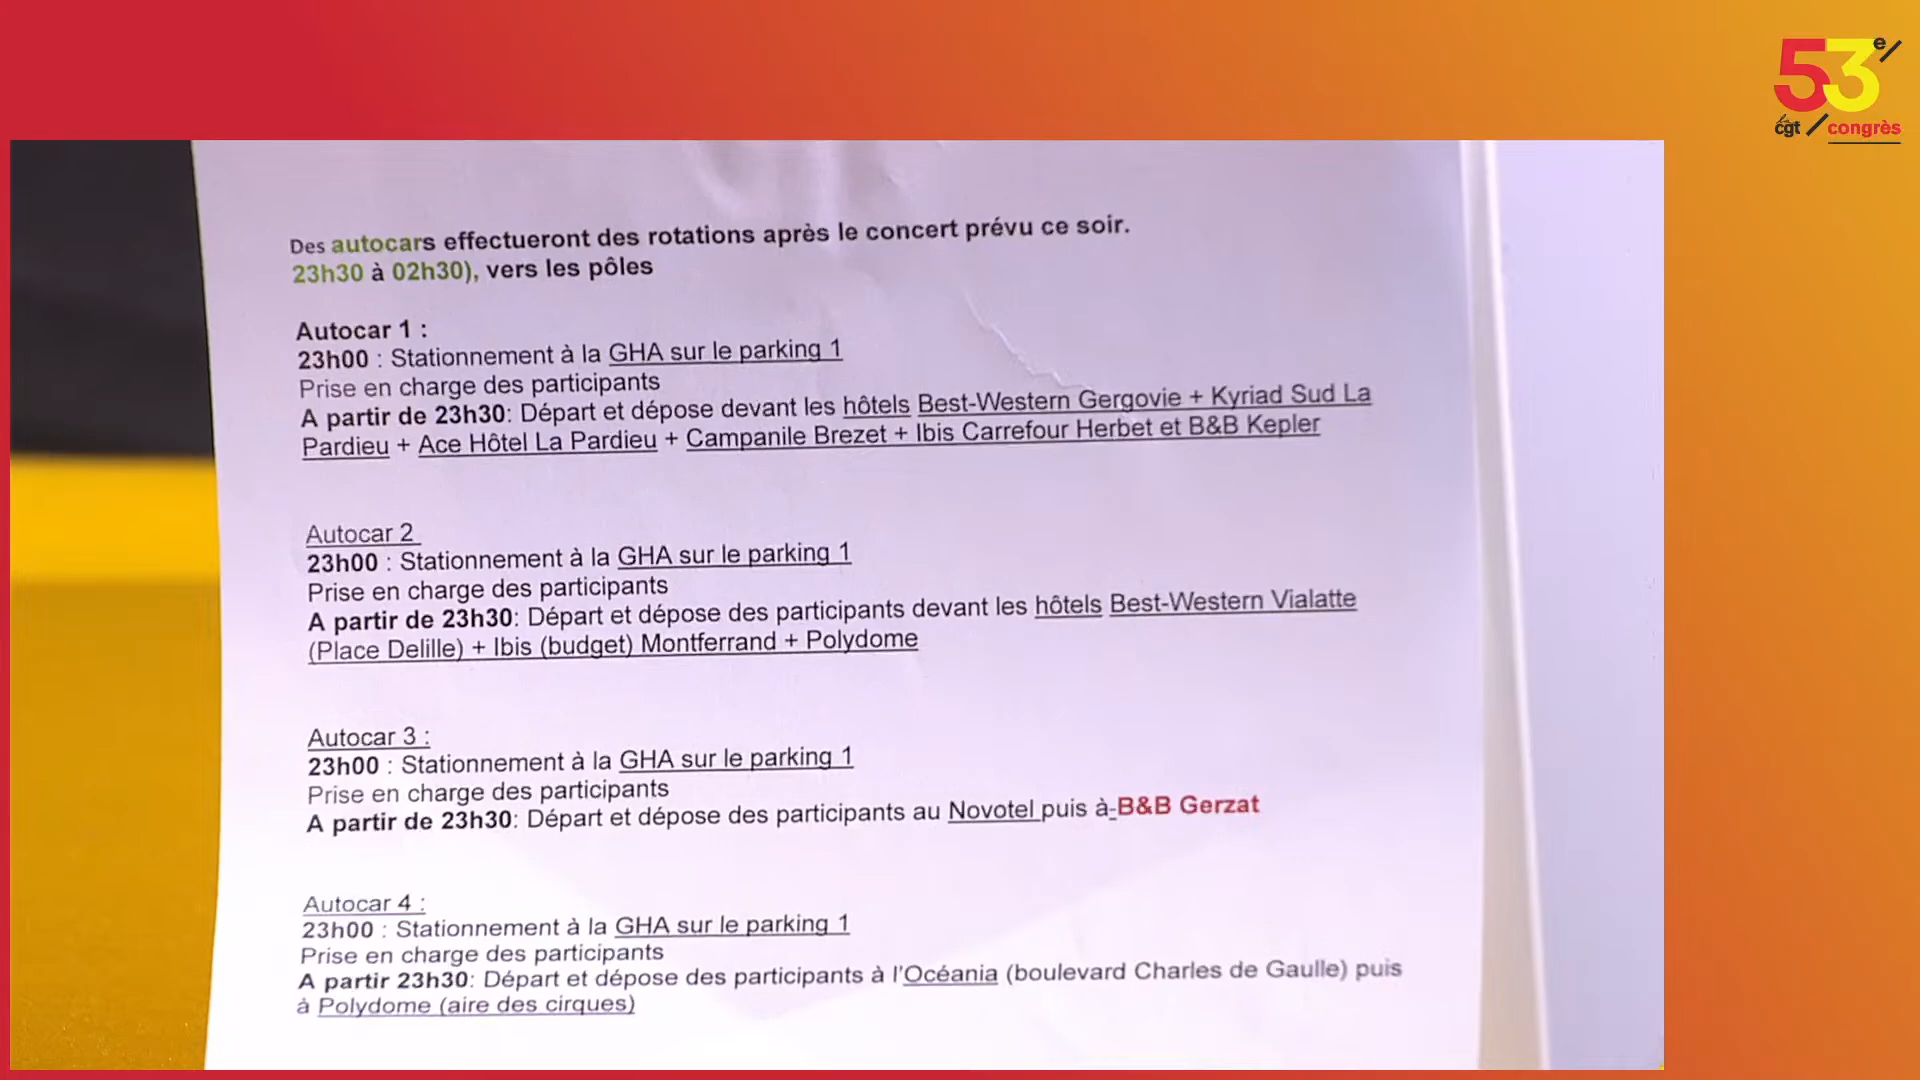 53e/
la cgt / congrès
Des autocars effectueront des rotations après le concert prévu ce soir.
23h30 à 02h30), vers les pôles
Autocar 1 :
23h00 : Stationnement à la GHA sur le parking 1
Prise en charge des participants
A partir de 23h30: Départ et dépose devant les hôtels Best-Western Gergovie + Kyriad Sud La
Pardieu + Ace Hôtel La Pardieu + Campanile Brezet + Ibis Carrefour Herbet et B&B Kepler
Autocar 2
23h00 : Stationnement à la GHA sur le parking 1
Prise en charge des participants
A partir de 23h30: Départ et dépose des participants devant les hôtels Best-Western Vialatte
(Place Delille) + Ibis (budget) Montferrand + Polydome
Autocar 3 :
23h00 : Stationnement à la GHA sur le parking 1
Prise en charge des participants
A partir de 23h30: Départ et dépose des participants au Novotel puis à B&B Gerzat
Autocar 4 :
23h00 : Stationnement à la GHA sur le parking 1
Prise en charge des participants
A partir 23h30: Départ et dépose des participants à l'Océania (boulevard Charles de Gaulle) puis
à Polydome (aire des cirques)